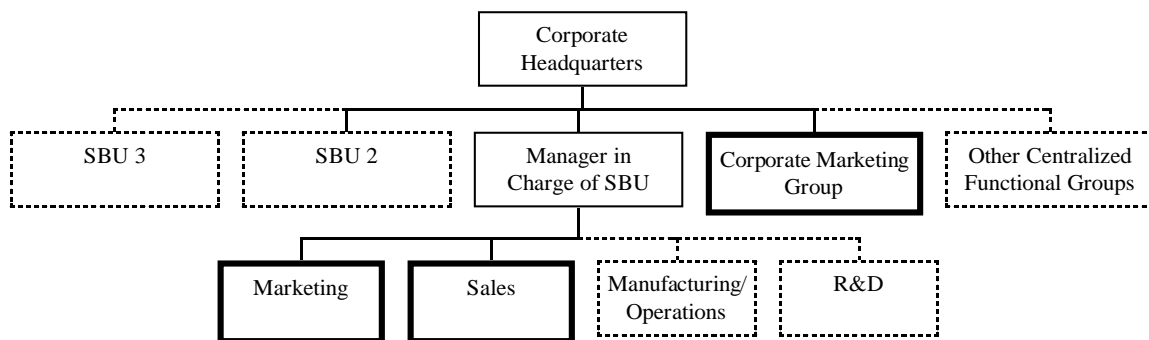 Corporate
Headquarters
SBU 3
SBU 2
Manager in
Charge of SBU
Corporate Marketing
Group
Other Centralized
Functional Groups
Marketing
Sales
Manufacturing/
Operations
R&D